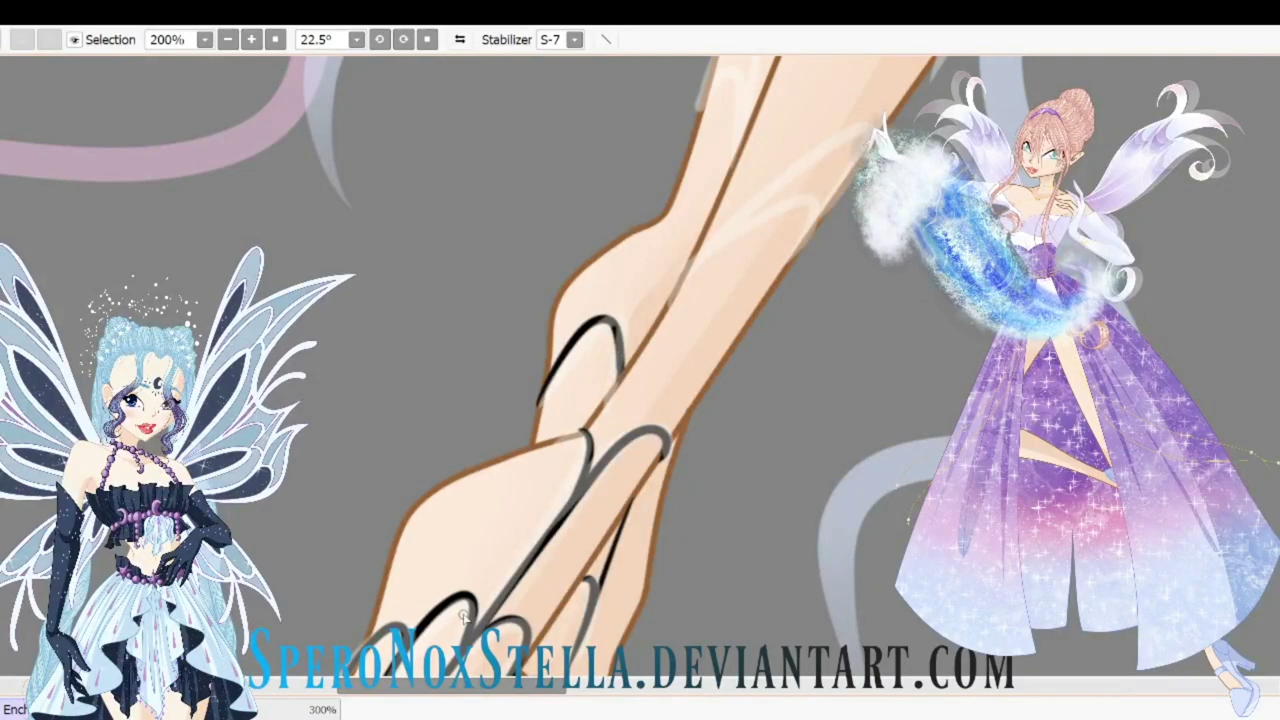 Selection 200% 22.5° Stabilizer S-7
SPERONOXSTELLA.DEVIANTART.COM
Ench 300%